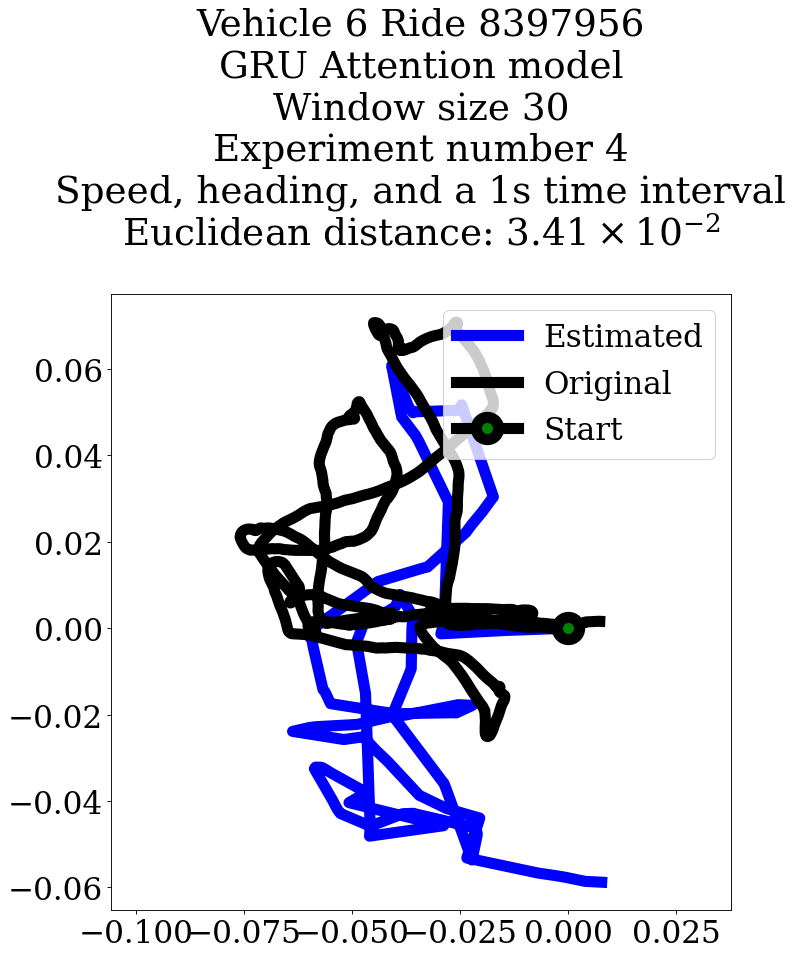 Vehicle 6 Ride 8397956
GRU Attention model
Window size 30
Experiment number 4
Speed, heading, and a 1s time interval
Euclidean distance: 3.41 × 10⁻²
Estimated
Original
Start
0.06
0.04
0.02
0.00
−0.02
−0.04
−0.06
−0.100 −0.075 −0.050 −0.025 0.000 0.025